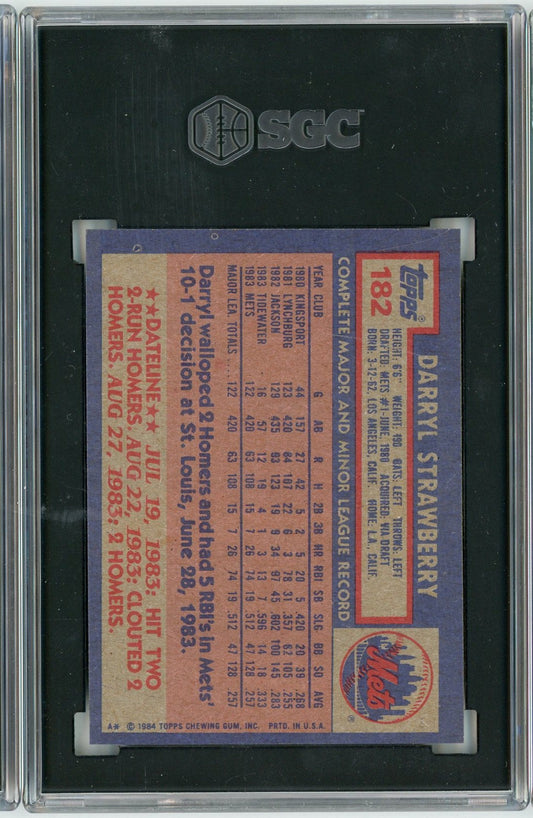 SGC
topps®
182
DARRYL STRAWBERRY
HEIGHT: 6'6" WEIGHT: 190 BATS: LEFT THROWS: LEFT
DRAFTED METS #1-JUNE, 1980 ACQUIRED: VIA DRAFT
BORN: 3-12-62, LOS ANGELES, CALIF. HOME: L.A., CALIF.
Mets ®
COMPLETE MAJOR AND MINOR LEAGUE RECORD
YEAR CLUB G AB R H 2B 3B HR RBI SB SLG BB SO AVG
1980 KINGSPORT 44 157 27 42 5 2 5 20 5 .420 20 39 .268
1981 LYNCHBURG 123 420 84 107 22 6 13 78 31 .357 62 105 .255
1982 JACKSON 129 435 93 123 19 9 34 97 45 .602 100 145 .283
1983 TIDEWATER 16 57 12 19 4 1 3 13 7 .596 14 18 .333
1983 METS 122 420 63 108 15 7 26 74 19 .512 47 128 .257
MAJOR LEA. TOTALS ... 122 420 63 108 15 7 26 74 19 .512 47 128 .257
Darryl walloped 2 Homers and had 5 RBI's in Mets'
10-1 decision at St. Louis, June 28, 1983.
★★DATELINE★★ JUL 19, 1983: HIT TWO
2-RUN HOMERS. AUG 22, 1983: CLOUTED 2
HOMERS. AUG 27, 1983: 2 HOMERS.
A* © 1984 TOPPS CHEWING GUM, INC. PRTD. IN U.S.A.